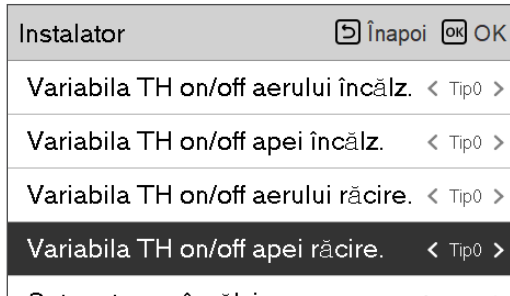 Instalator Înapoi OK OK
Variabila TH on/off aerului încălz. < Tip0 >
Variabila TH on/off apei încălz. < Tip0 >
Variabila TH on/off aerului răcire. < Tip0 >
Variabila TH on/off apei răcire. < Tip0 >